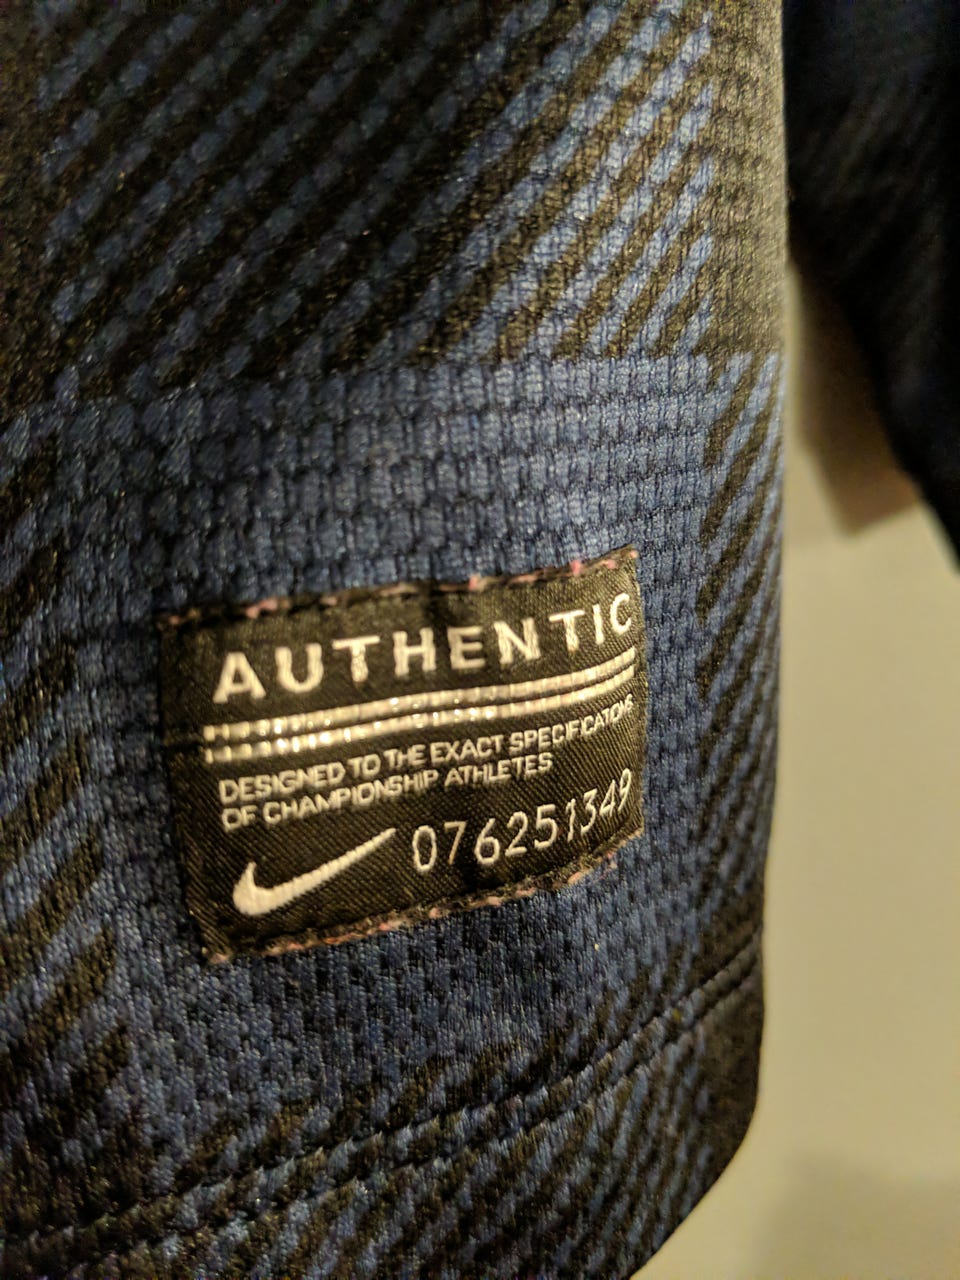 AUTHENTIC
DESIGNED TO THE EXACT SPECIFICATIONS
OF CHAMPIONSHIP ATHLETES
076251349